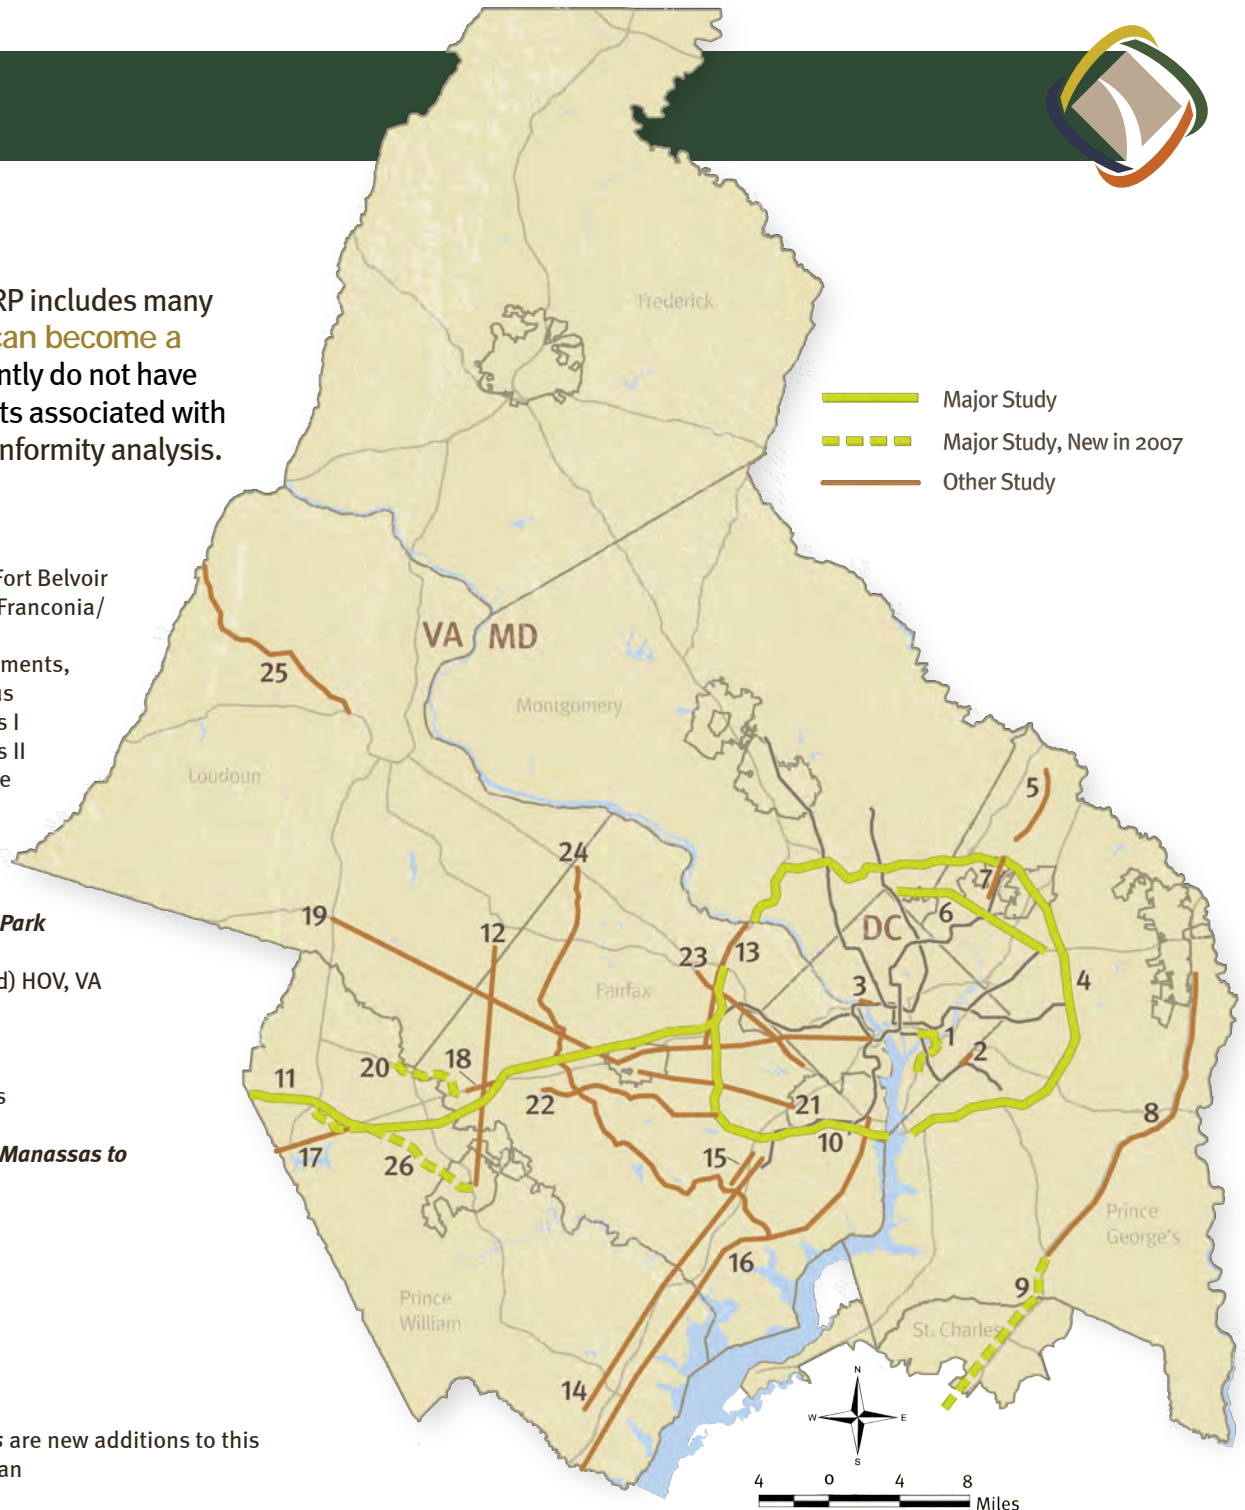 RP includes many
can become a
ntly do not have
ts associated with
nformity analysis.
Fort Belvoir
Franconia/
ments,
us
s I
s II
e
Park
d) HOV, VA
s
Manassas to
s are new additions to this
an
Major Study
Major Study, New in 2007
Other Study
Frederick
VA MD
25
Montgomery
Loudoun
5
24
7
19
6
12
DC
23
13
4
Fairfax
3
1
2
20
18
11
22
21
8
10
17
26
15
Prince
George's
16
9
Prince
William
St. Charles
14
N
W
E
S
4 0 4 8
Miles